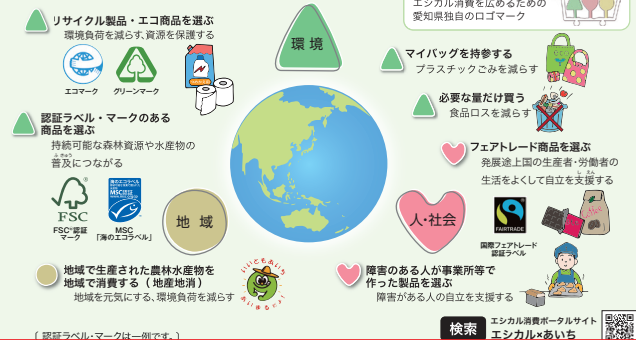 エシカル消費を広めるための
愛知県独自のロゴマーク
リサイクル製品・エコ商品を選ぶ
環境負荷を減らす、資源を保護する
エコマーク
グリーンマーク
環境
マイバッグを持参する
プラスチックごみを減らす
必要な量だけ買う
食品ロスを減らす
認証ラベル・マークのある
商品を選ぶ
持続可能な森林資源や水産物の
ふきゅう
普及につながる
FSC
FSC®認証
マーク
海のエコラベル
MSC認証
MSC
「海のエコラベル」
地域
人・社会
フェアトレード商品を選ぶ
発展途上国の生産者・労働者の
しえん
生活をよくして自立を支援する
FAIRTRADE
国際フェアトレード
認証ラベル
地域で生産された農林水産物を
地域で消費する（地産地消）
地域を元気にする、環境負荷を減らす
いいともあいち
障害のある人が事業所等で
作った製品を選ぶ
障害がある人の自立を支援する
（認証ラベル・マークは一例です。）
検索
エシカル消費ポータルサイト
エシカル×あいち